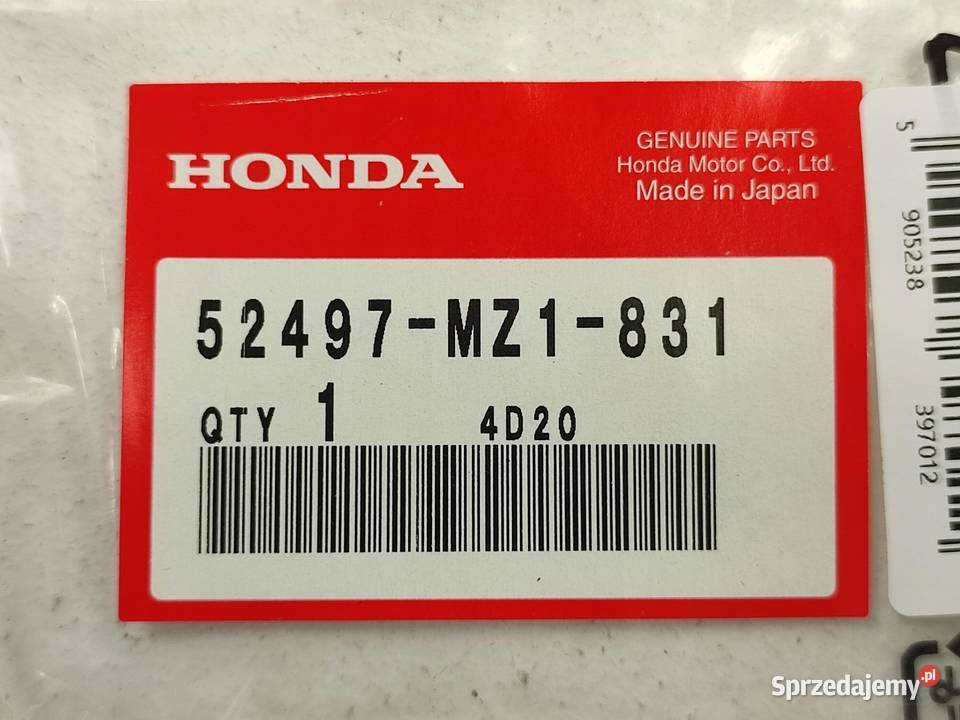 HONDA
GENUINE PARTS
Honda Motor Co., Ltd.
Made in Japan
52497-MZ1-831
QTY 1 4D20
5 905238 397012
Sprzedajemy.pl